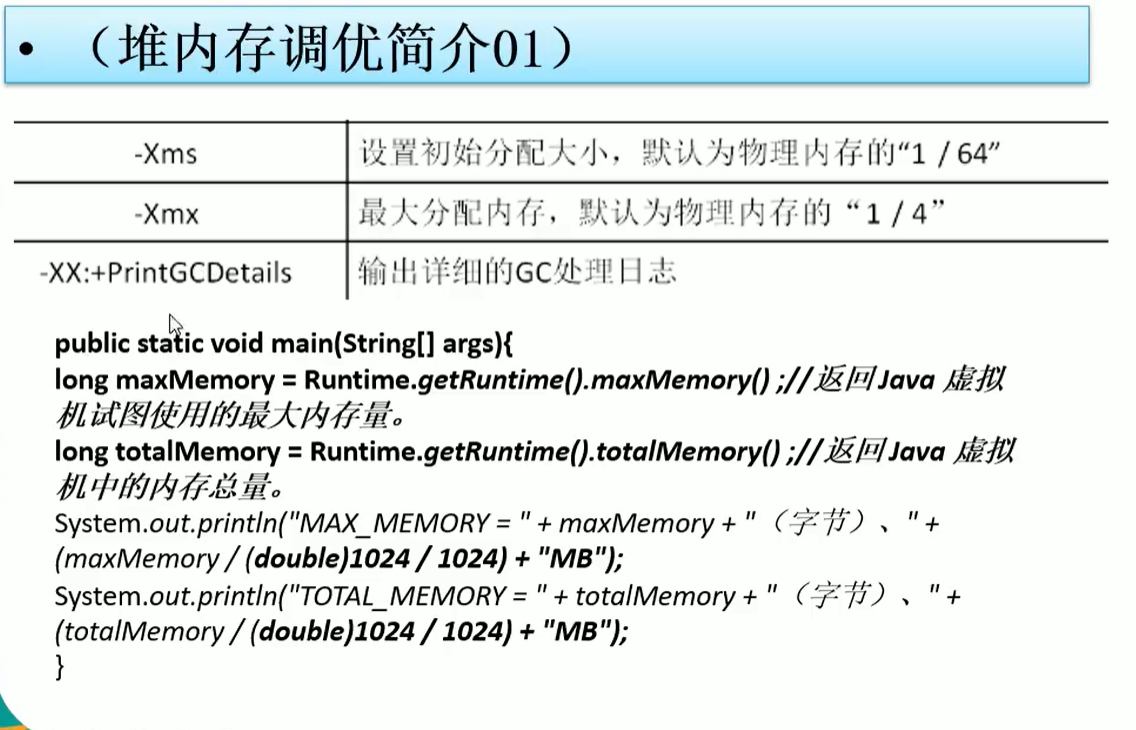 • （堆内存调优简介01）
-Xms 设置初始分配大小，默认为物理内存的“1 / 64”
-Xmx 最大分配内存，默认为物理内存的 “1 / 4”
-XX:+PrintGCDetails 输出详细的GC处理日志
public static void main(String[] args){
long maxMemory = Runtime.getRuntime().maxMemory() ;//返回Java 虚拟
机试图使用的最大内存量。
long totalMemory = Runtime.getRuntime().totalMemory() ;//返回Java 虚拟
机中的内存总量。
System.out.println("MAX_MEMORY = " + maxMemory + "（字节）、" +
(maxMemory / (double)1024 / 1024) + "MB");
System.out.println("TOTAL_MEMORY = " + totalMemory + "（字节）、" +
(totalMemory / (double)1024 / 1024) + "MB");
}